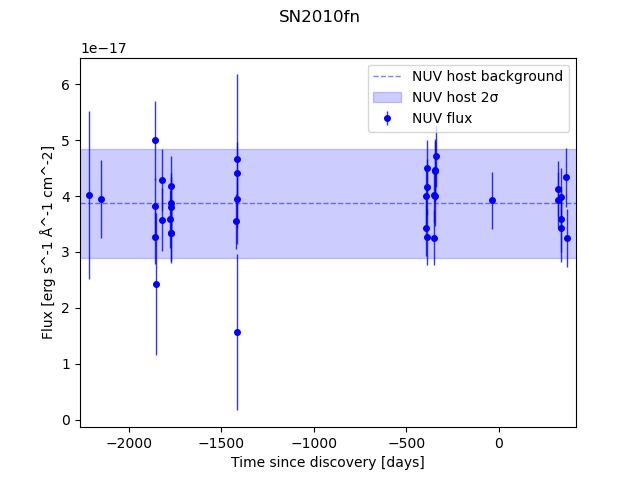 SN2010fn
1e−17
NUV host background
NUV host 2σ
NUV flux
6
5
4
3
2
1
0
Flux [erg s^-1 Å^-1 cm^-2]
−2000
−1500
−1000
−500
0
Time since discovery [days]